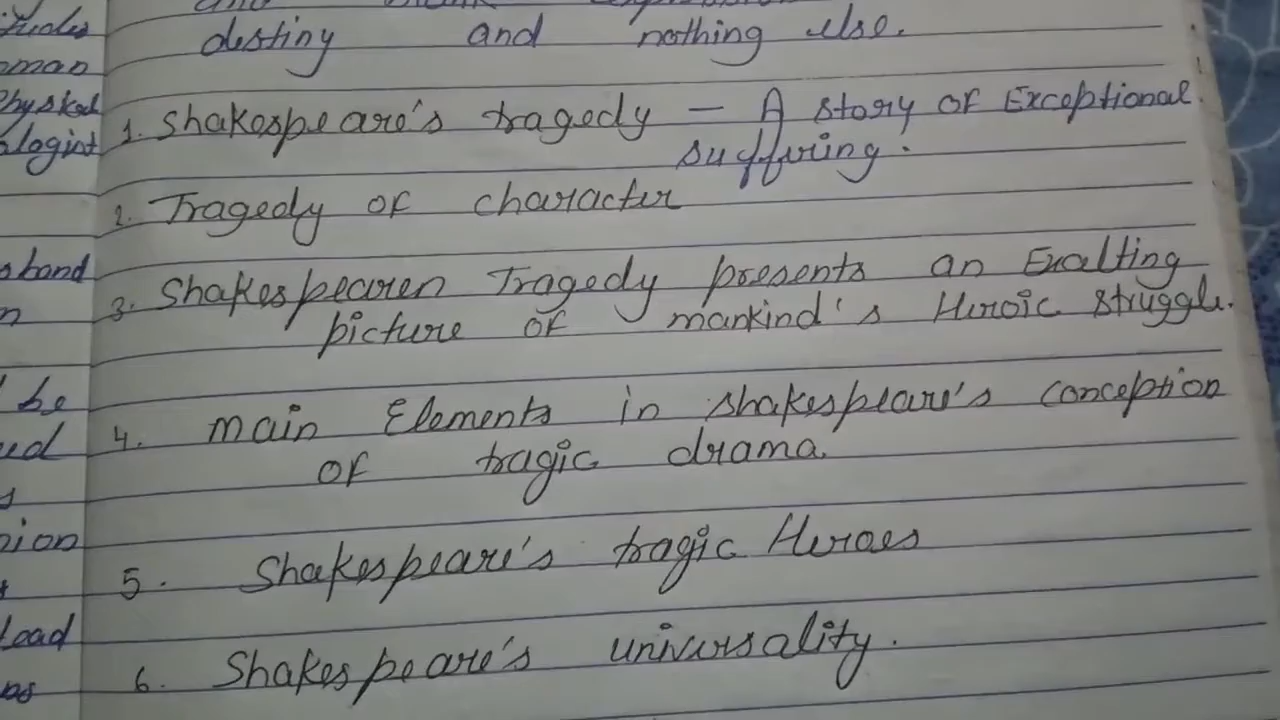 destiny and nothing else.
1. Shakespeare's tragedy – A story of Exceptional
suffering.
2. Tragedy of character
3. Shakespearen Tragedy presents an Exalting
picture of mankind's Heroic struggle.
4. main Elements in shakespeare's conception
of tragic drama.
5. Shakespeare's tragic Heroes
6. Shakespeare's universality.